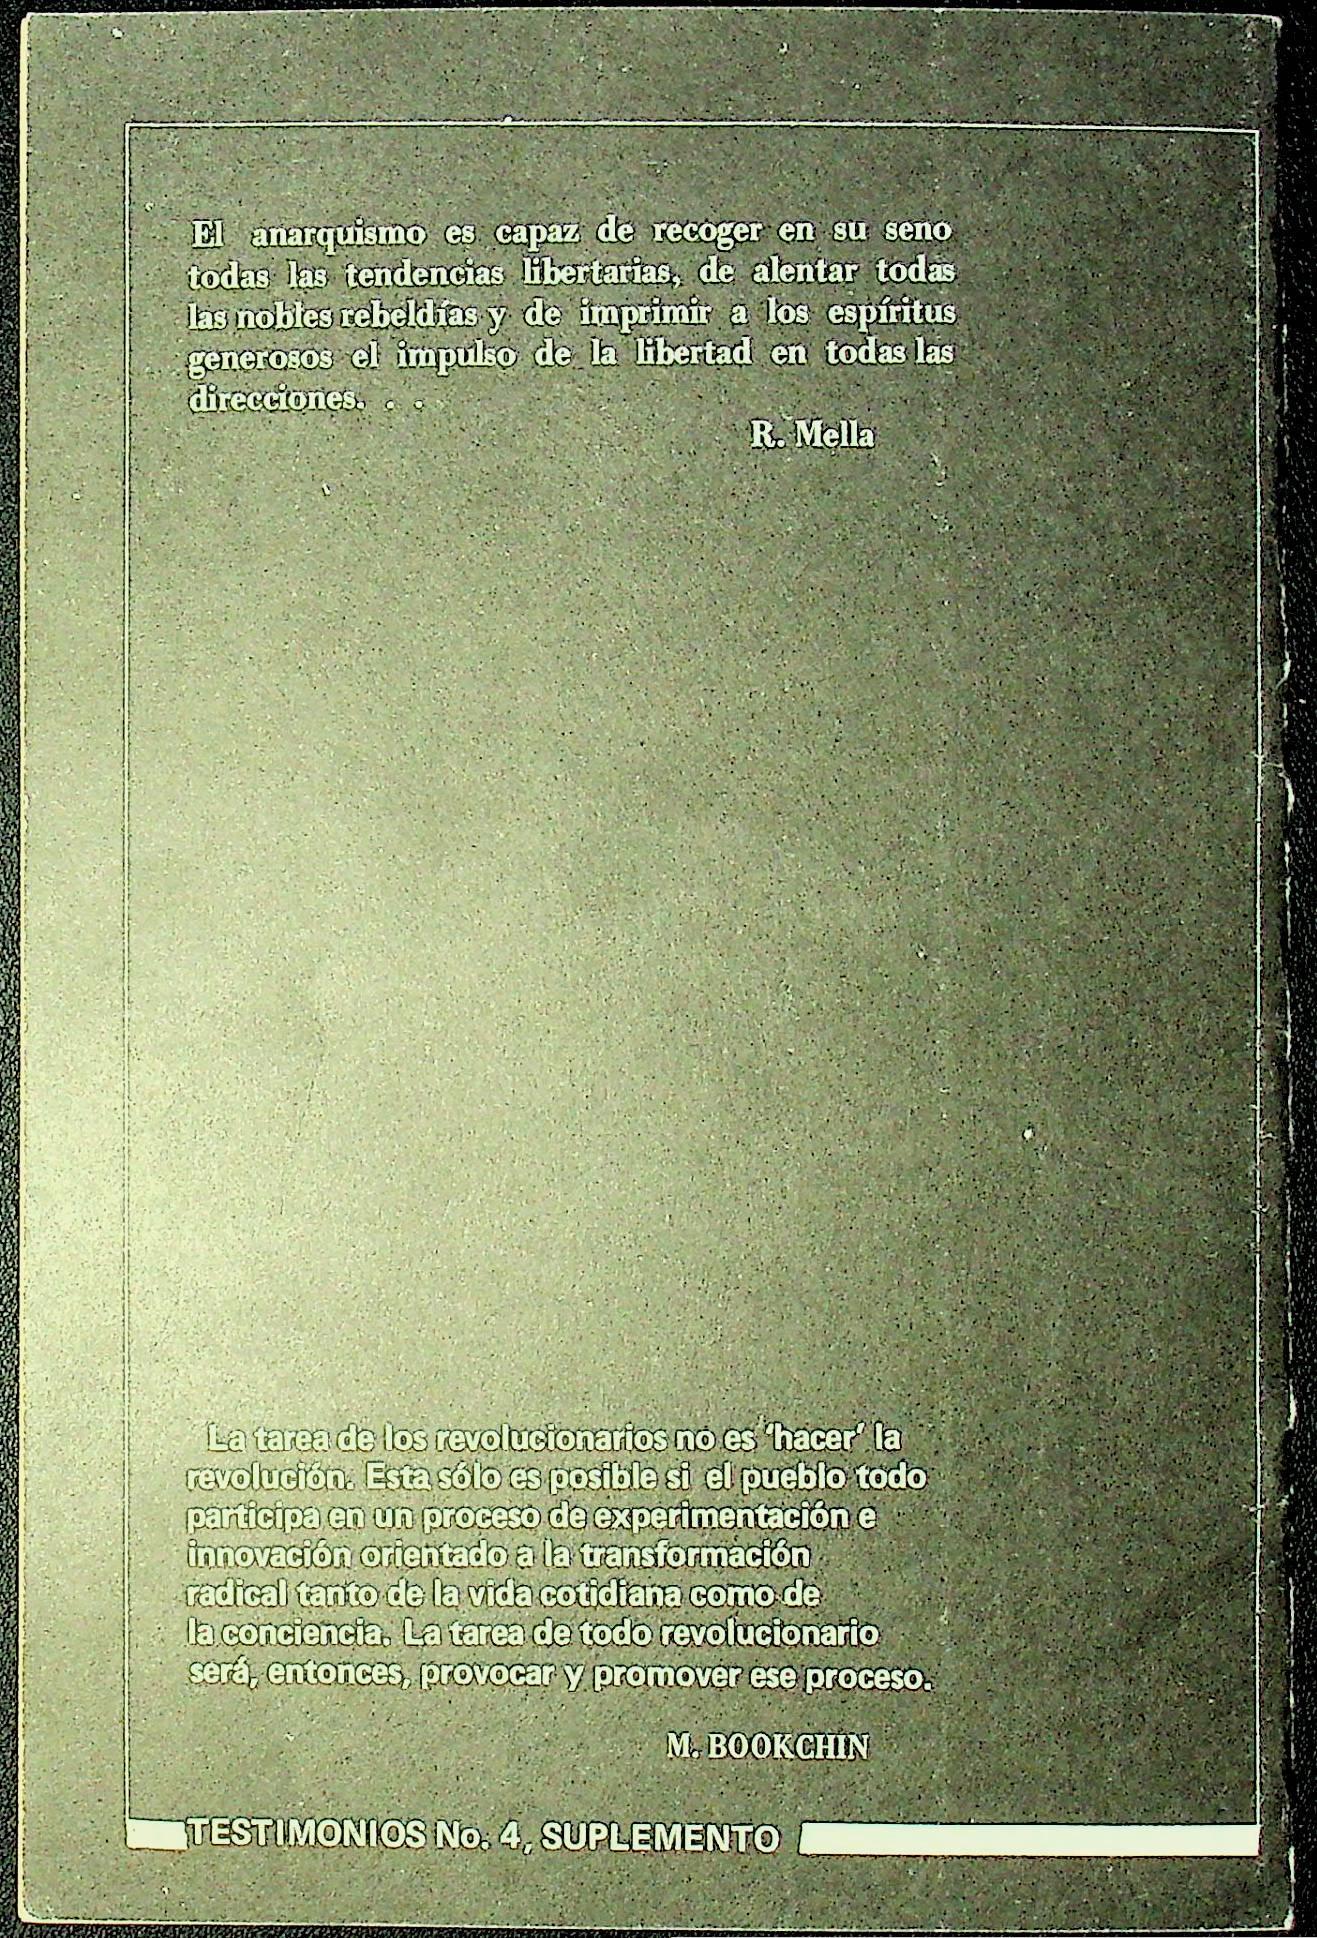 El anarquismo es capaz de recoger en su seno
todas las tendencias libertarias, de alentar todas
las nobles rebeldías y de imprimir a los espíritus
generosos el impulso de la libertad en todas las
direcciones. . .
R. Mella
La tarea de los revolucionarios no es 'hacer' la
revolución. Esta sólo es posible si el pueblo todo
participa en un proceso de experimentación e
innovación orientado a la transformación
radical tanto de la vida cotidiana como de
la conciencia. La tarea de todo revolucionario
será, entonces, provocar y promover ese proceso.
M. BOOKCHIN
TESTIMONIOS No. 4, SUPLEMENTO